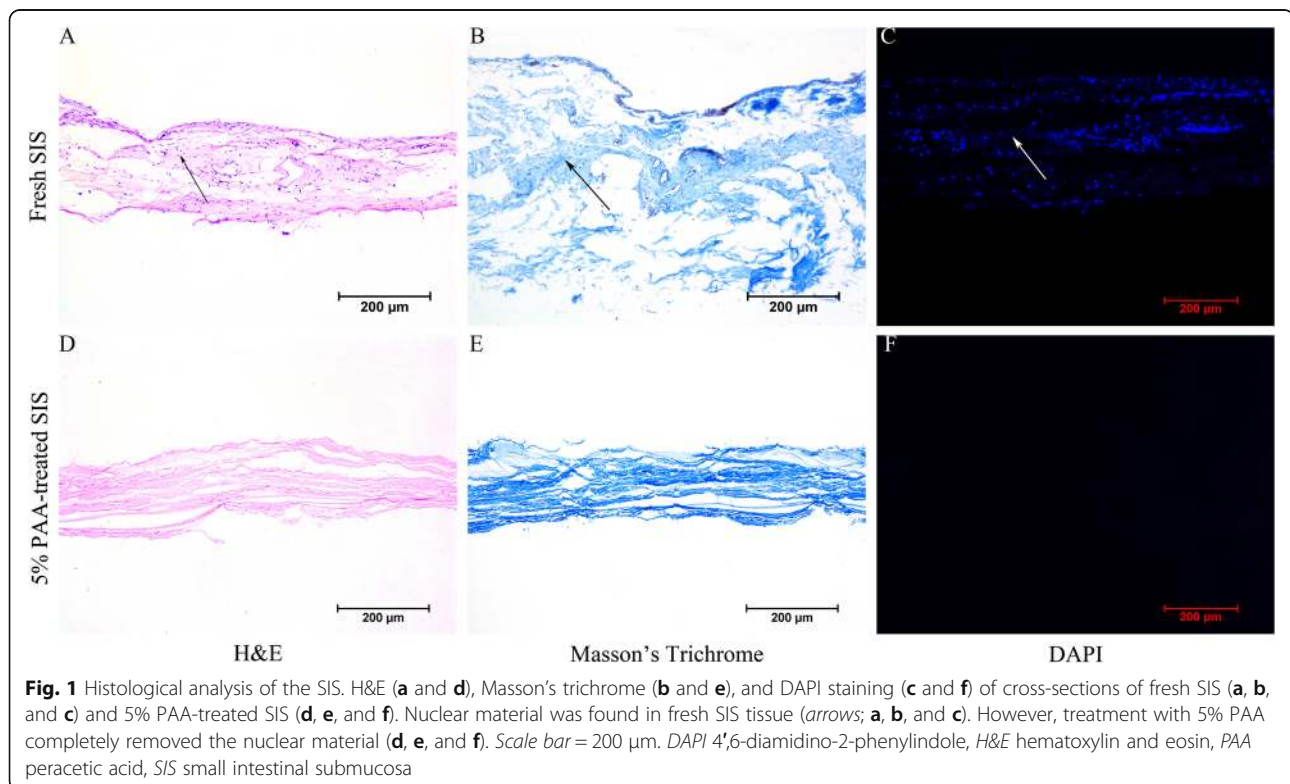 A
B
C
Fresh SIS
200 µm
200 µm
200 µm
D
E
F
5% PAA-treated SIS
200 µm
200 µm
200 µm
H&E
Masson's Trichrome
DAPI
Fig. 1 Histological analysis of the SIS. H&E (a and d), Masson's trichrome (b and e), and DAPI staining (c and f) of cross-sections of fresh SIS (a, b,
and c) and 5% PAA-treated SIS (d, e, and f). Nuclear material was found in fresh SIS tissue (arrows; a, b, and c). However, treatment with 5% PAA
completely removed the nuclear material (d, e, and f). Scale bar = 200 μm. DAPI 4′,6-diamidino-2-phenylindole, H&E hematoxylin and eosin, PAA
peracetic acid, SIS small intestinal submucosa